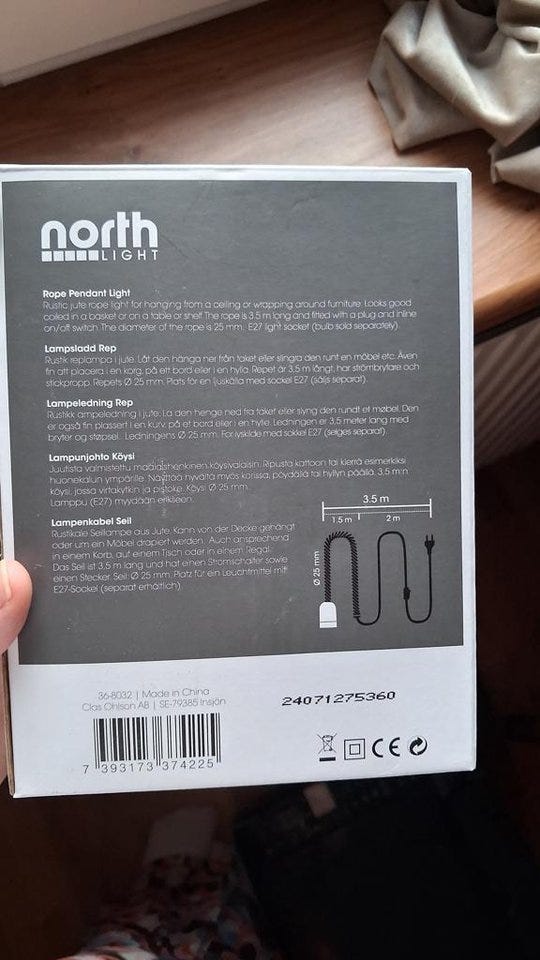 north
LIGHT
Rope Pendant Light
Rustic jute rope light for hanging from a ceiling or wrapping around furniture. Looks good
coiled in a basket or on a table or shelf. The rope is 3.5 m long and fitted with a plug and inline
on/off switch. The diameter of the rope is 25 mm. E27 light socket (bulb sold separately).
Lampsladd Rep
Rustik replampa i jute. Låt den hänga ner från taket eller slingra den runt en möbel etc. Även
fin att placera i en korg, på ett bord eller i en hylla. Repet är 3,5 m långt, har strömbrytare och
stickpropp. Repets Ø 25 mm. Plats för en ljuskälla med sockel E27 (säljs separat).
Lampeledning Rep
Rustikk ampeledning i jute. La den henge ned fra taket eller slyng den rundt et møbel. Den
er også fin plassert i en kurv, på et bord eller i en hylle. Ledningen er 3,5 meter lang med
bryter og støpsel. Ledningens Ø 25 mm. For lyskilde med sokkel E27 (selges separat).
Lampunjohto Köysi
Juutista valmistettu maalaishenkinen köysivalaisin. Ripusta kattoon tai kierrä esimerkiksi
huonekalun ympärille. Näyttää hyvältä myös korissa, pöydällä tai hyllyn päällä. 3,5 m:n
köysi, jossa virtakytkin ja pistoke. Köysi Ø 25 mm.
Lamppu (E27) myydään erikseen.
Lampenkabel Seil
Rustikale Seillampe aus Jute. Kann von der Decke gehängt
oder um ein Möbel drapiert werden. Auch ansprechend
in einem Korb, auf einem Tisch oder in einem Regal.
Das Seil ist 3,5 m lang und hat einen Stromschalter sowie
einen Stecker. Seil: Ø 25 mm. Platz für ein Leuchtmittel mit
E27-Sockel (separat erhältlich).
3.5 m
1.5 m 2 m
Ø 25 mm
36-8032 | Made in China
Clas Ohlson AB | SE-79385 Insjön
7 393173 374225
24071275360
CE